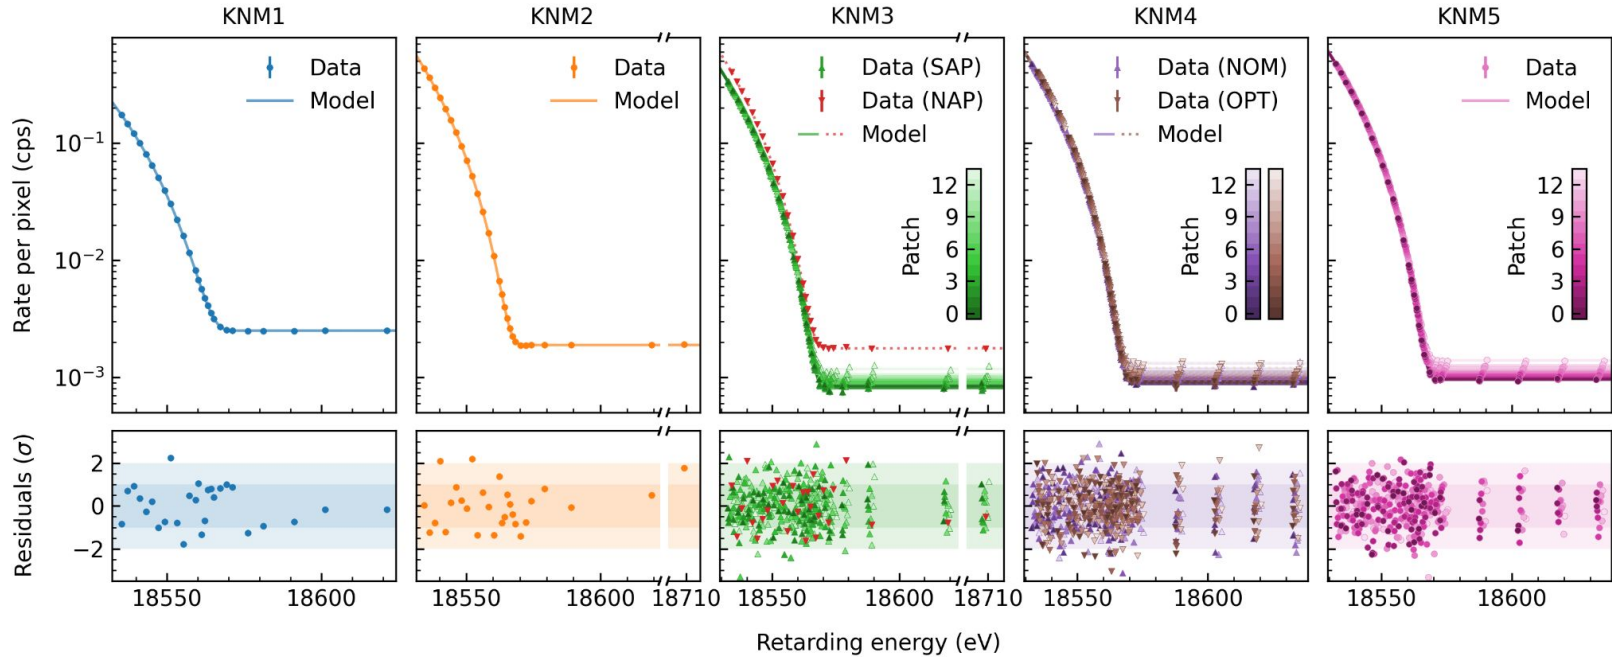 KNM1
KNM2
KNM3
KNM4
KNM5
Rate per pixel (cps)
10⁻¹
10⁻²
10⁻³
Data
Model
Data
Model
Data (SAP)
Data (NAP)
Model
Patch
12
9
6
3
0
Data (NOM)
Data (OPT)
Model
Patch
12
9
6
3
0
Data
Model
Patch
12
9
6
3
0
Residuals (σ)
2
0
−2
18550 18600
18550 18600 18710
18550 18600 18710
18550 18600
18550 18600
Retarding energy (eV)